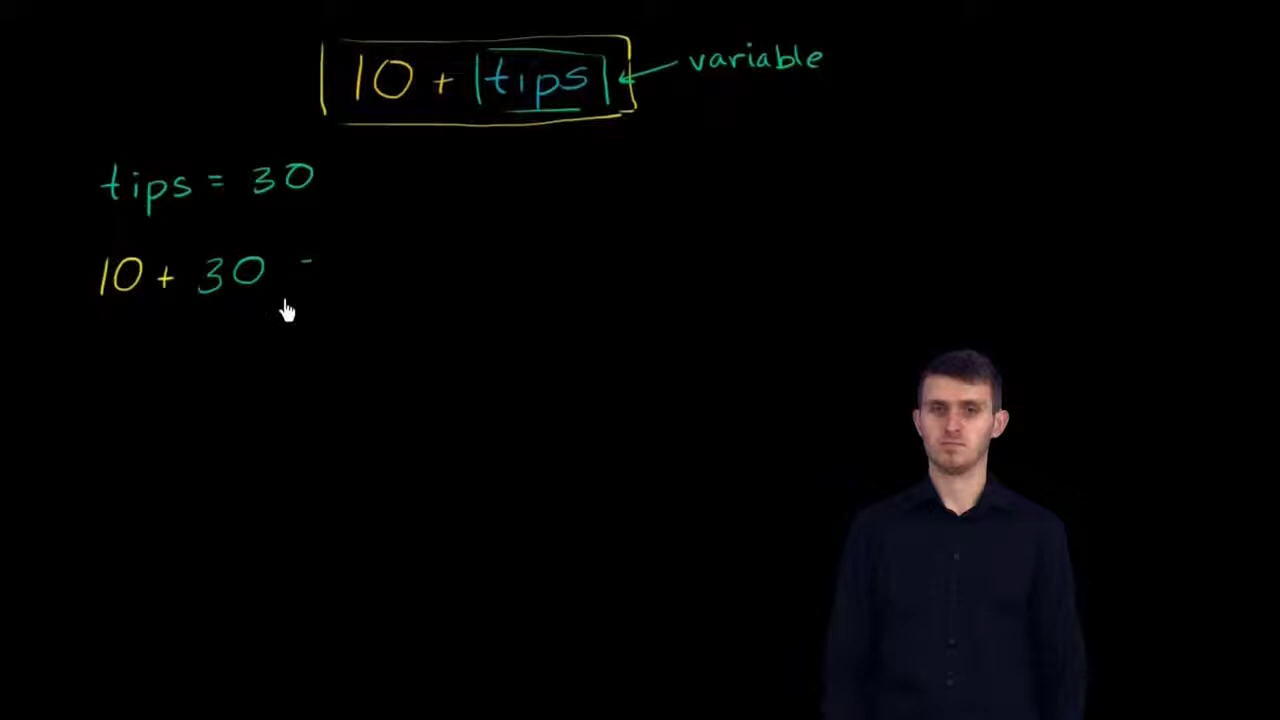 10 + tips
variable
tips = 30
10 + 30 -